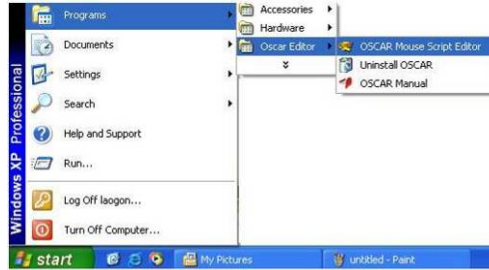 Programs
Documents
Settings
Search
Help and Support
Run...
Log Off laogon...
Turn Off Computer...
Windows XP Professional
Accessories
Hardware
Oscar Editor
OSCAR Mouse Script Editor
Uninstall OSCAR
OSCAR Manual
start
My Pictures
untitled - Paint